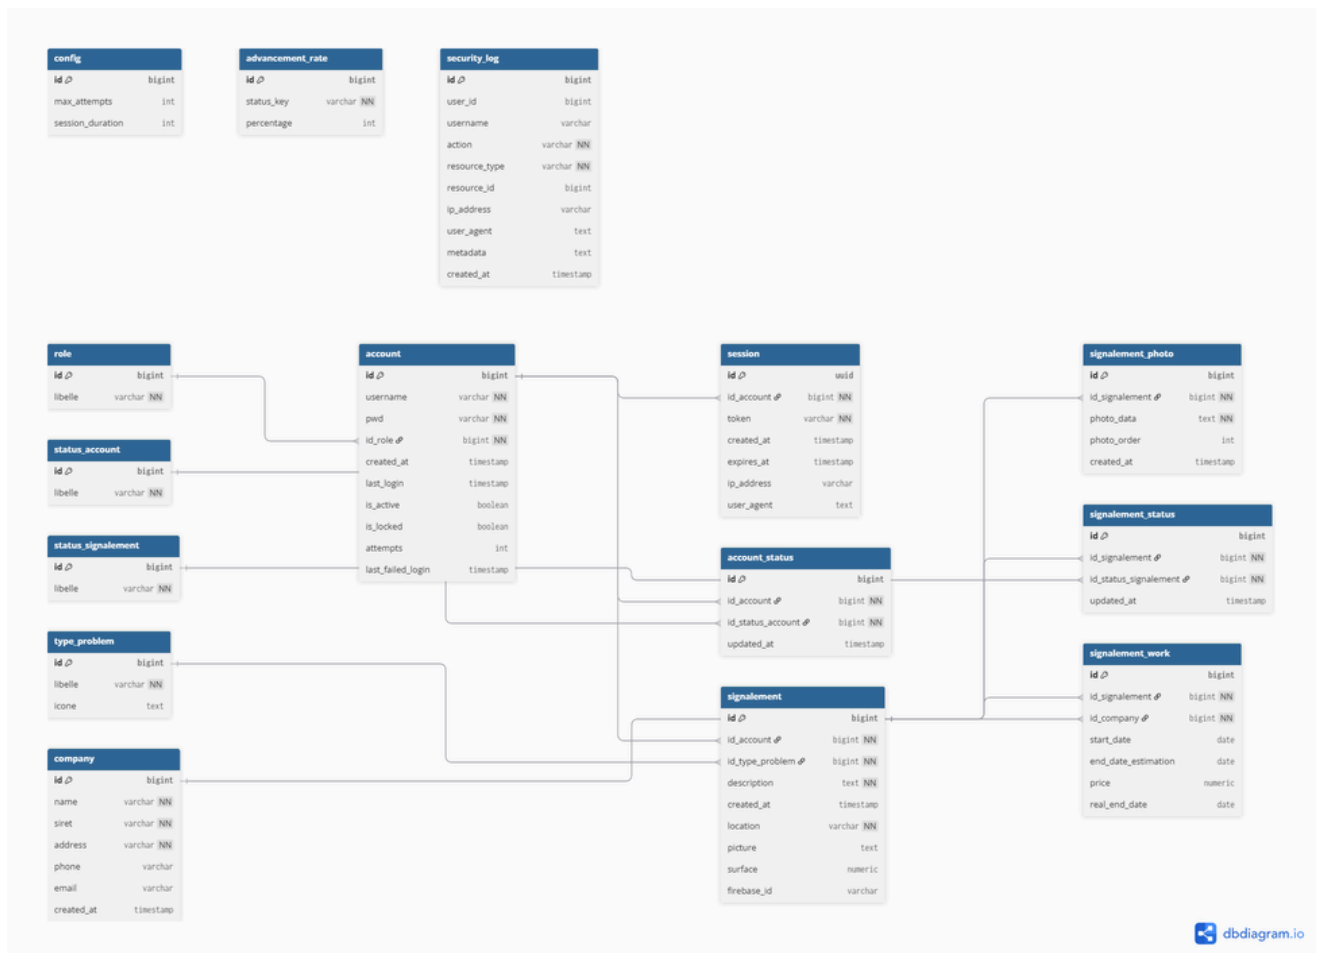 config
id bigint
max_attempts int
session_duration int
advancement_rate
id bigint
status_key varchar NN
percentage int
security_log
id bigint
user_id bigint
username varchar
action varchar NN
resource_type varchar NN
resource_id bigint
ip_address varchar
user_agent text
metadata text
created_at timestamp
role
id bigint
libelle varchar NN
status_account
id bigint
libelle varchar NN
status_signalement
id bigint
libelle varchar NN
type_problem
id bigint
libelle varchar NN
icone text
company
id bigint
name varchar NN
siret varchar NN
address varchar NN
phone varchar
email varchar
created_at timestamp
account
id bigint
username varchar NN
pwd varchar NN
id_role bigint NN
created_at timestamp
last_login timestamp
is_active boolean
is_locked boolean
attempts int
last_failed_login timestamp
session
id uuid
id_account bigint NN
token varchar NN
created_at timestamp
expires_at timestamp
ip_address varchar
user_agent text
account_status
id bigint
id_account bigint NN
id_status_account bigint NN
updated_at timestamp
signalement
id bigint
id_account bigint NN
id_type_problem bigint NN
description text NN
created_at timestamp
location varchar NN
picture text
surface numeric
firebase_id varchar
signalement_photo
id bigint
id_signalement bigint NN
photo_data text NN
photo_order int
created_at timestamp
signalement_status
id bigint
id_signalement bigint NN
id_status_signalement bigint NN
updated_at timestamp
signalement_work
id bigint
id_signalement bigint NN
id_company bigint NN
start_date date
end_date_estimation date
price numeric
real_end_date date
dbdiagram.io